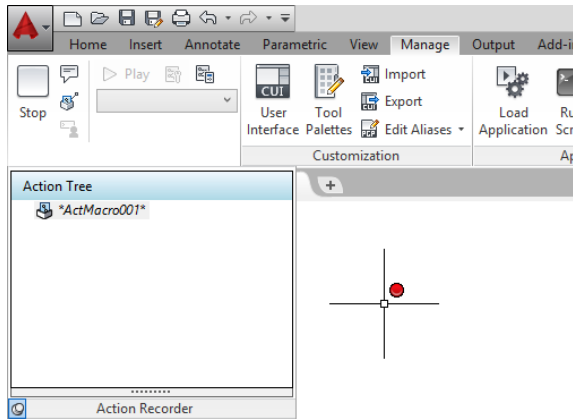 Home Insert Annotate Parametric View Manage Output
Play
Stop
CUI
User
Interface
Tool
Palettes
Import
Export
Edit Aliases
Load
Application
Customization
Action Tree
*ActMacro001*
Action Recorder